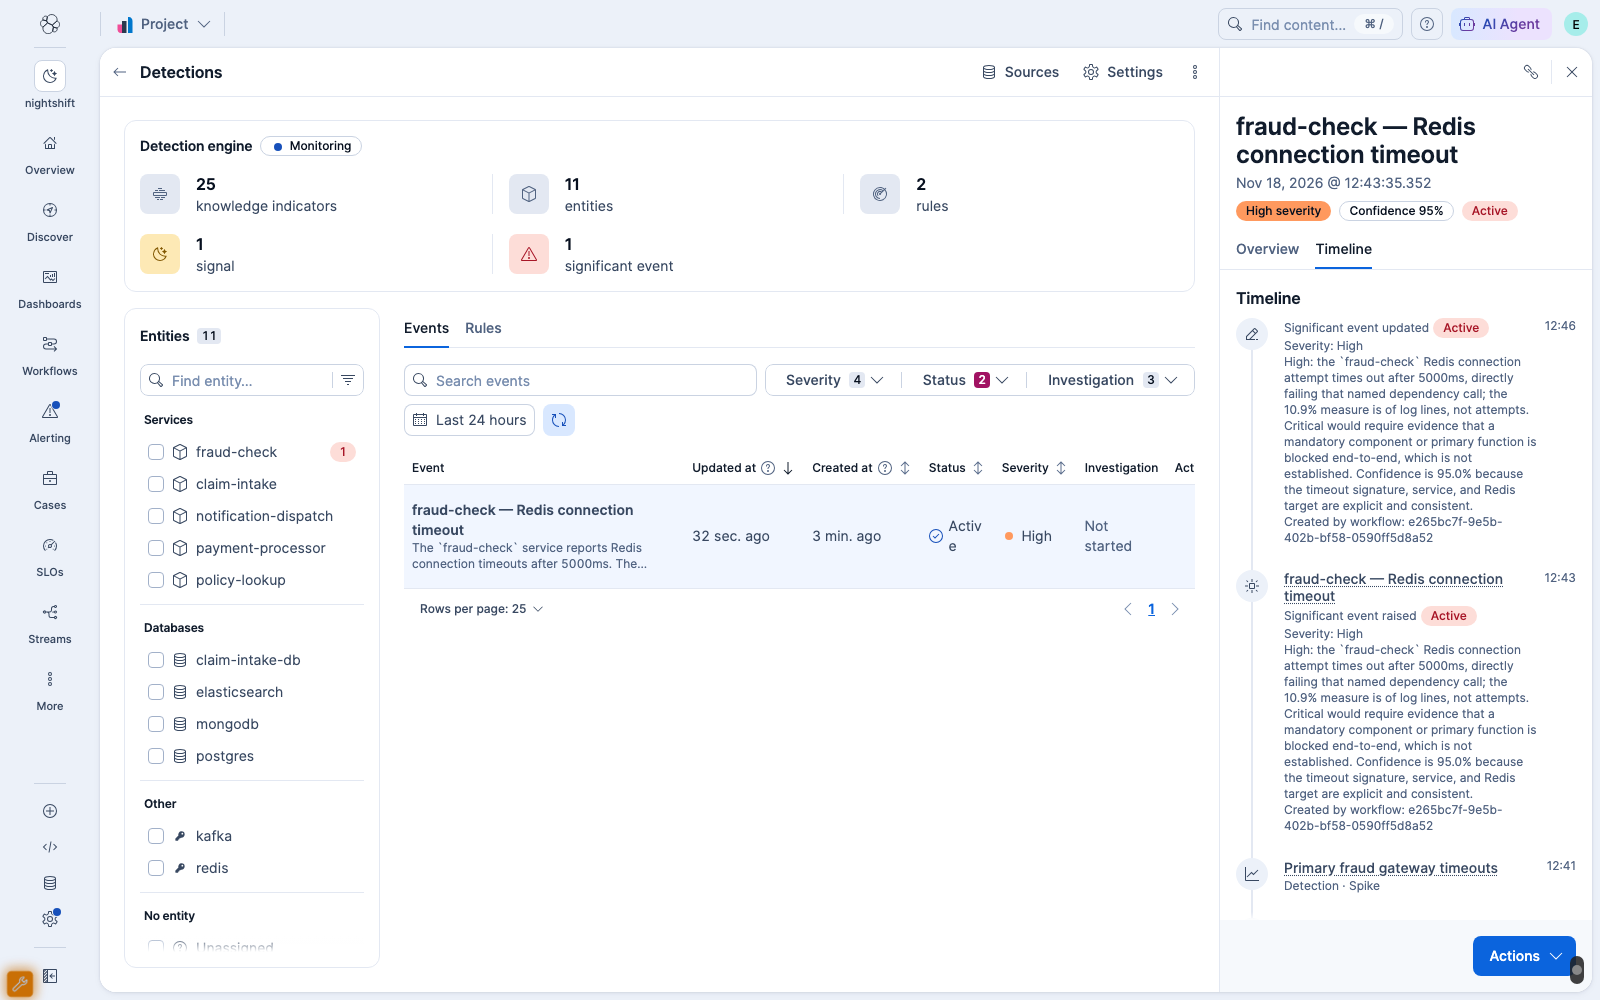 Project
Find content...
⌘ /
AI Agent
E
nightshift
Overview
Discover
Dashboards
Workflows
Alerting
Cases
SLOs
Streams
More
Detections
Sources
Settings
Detection engine
Monitoring
25
knowledge indicators
11
entities
2
rules
1
signal
1
significant event
Entities 11
Find entity...
Services
fraud-check
1
claim-intake
notification-dispatch
payment-processor
policy-lookup
Databases
claim-intake-db
elasticsearch
mongodb
postgres
Other
kafka
redis
No entity
Unassigned
Events
Rules
Search events
Severity 4
Status 2
Investigation 3
Last 24 hours
Event
Updated at
Created at
Status
Severity
Investigation
Act
fraud-check — Redis connection
timeout
The `fraud-check` service reports Redis
connection timeouts after 5000ms. The...
32 sec. ago
3 min. ago
Activ
e
High
Not
started
Rows per page: 25
1
fraud-check — Redis
connection timeout
Nov 18, 2026 @ 12:43:35.352
High severity
Confidence 95%
Active
Overview
Timeline
Timeline
Significant event updated Active
12:46
Severity: High
High: the `fraud-check` Redis connection
attempt times out after 5000ms, directly
failing that named dependency call; the
10.9% measure is of log lines, not attempts.
Critical would require evidence that a
mandatory component or primary function is
blocked end-to-end, which is not
established. Confidence is 95.0% because
the timeout signature, service, and Redis
target are explicit and consistent.
Created by workflow: e265bc7f-9e5b-
402b-bf58-0590ff5d8a52
fraud-check — Redis connection
timeout
12:43
Significant event raised Active
Severity: High
High: the `fraud-check` Redis connection
attempt times out after 5000ms, directly
failing that named dependency call; the
10.9% measure is of log lines, not attempts.
Critical would require evidence that a
mandatory component or primary function is
blocked end-to-end, which is not
established. Confidence is 95.0% because
the timeout signature, service, and Redis
target are explicit and consistent.
Created by workflow: e265bc7f-9e5b-
402b-bf58-0590ff5d8a52
Primary fraud gateway timeouts
12:41
Detection · Spike
Actions